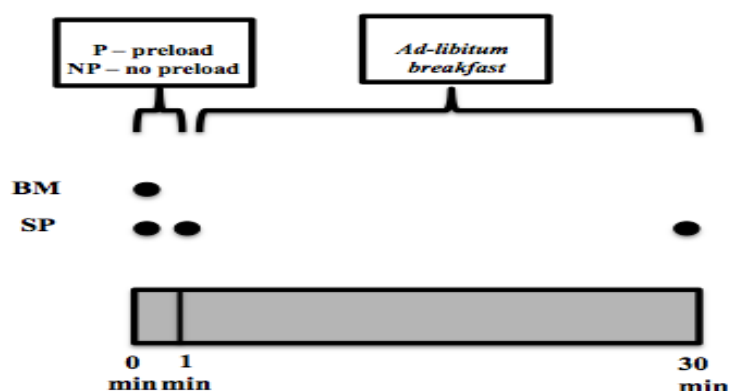 P – preload
NP – no preload
Ad-libitum
breakfast
BM
SP
0 1 30
min min min